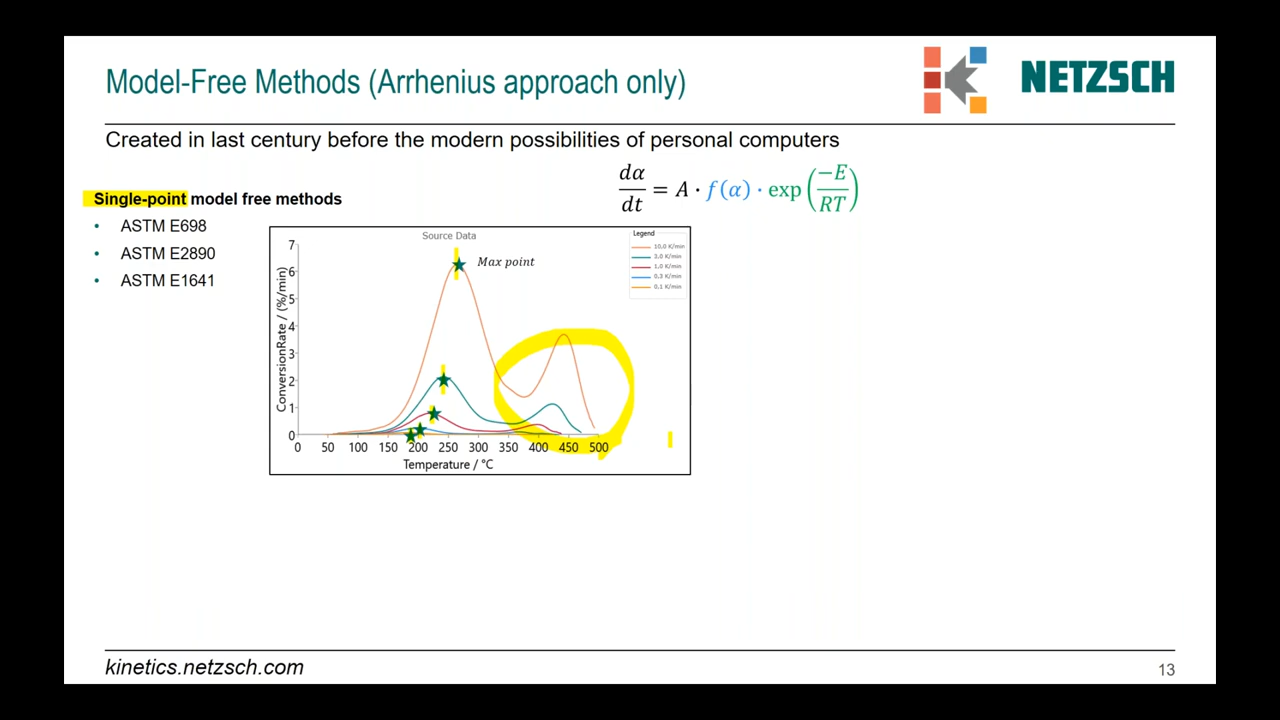 Model-Free Methods (Arrhenius approach only)
NETZSCH
Created in last century before the modern possibilities of personal computers
dα/dt = A · f(α) · exp(−E/RT)
Single-point model free methods
• ASTM E698
• ASTM E2890
• ASTM E1641
Source Data
Legend
10,0 K/min
3,0 K/min
1,0 K/min
0,3 K/min
0,1 K/min
Max point
ConversionRate / (%/min)
7
6
5
4
3
2
1
0
0 50 100 150 200 250 300 350 400 450 500
Temperature / °C
kinetics.netzsch.com
13